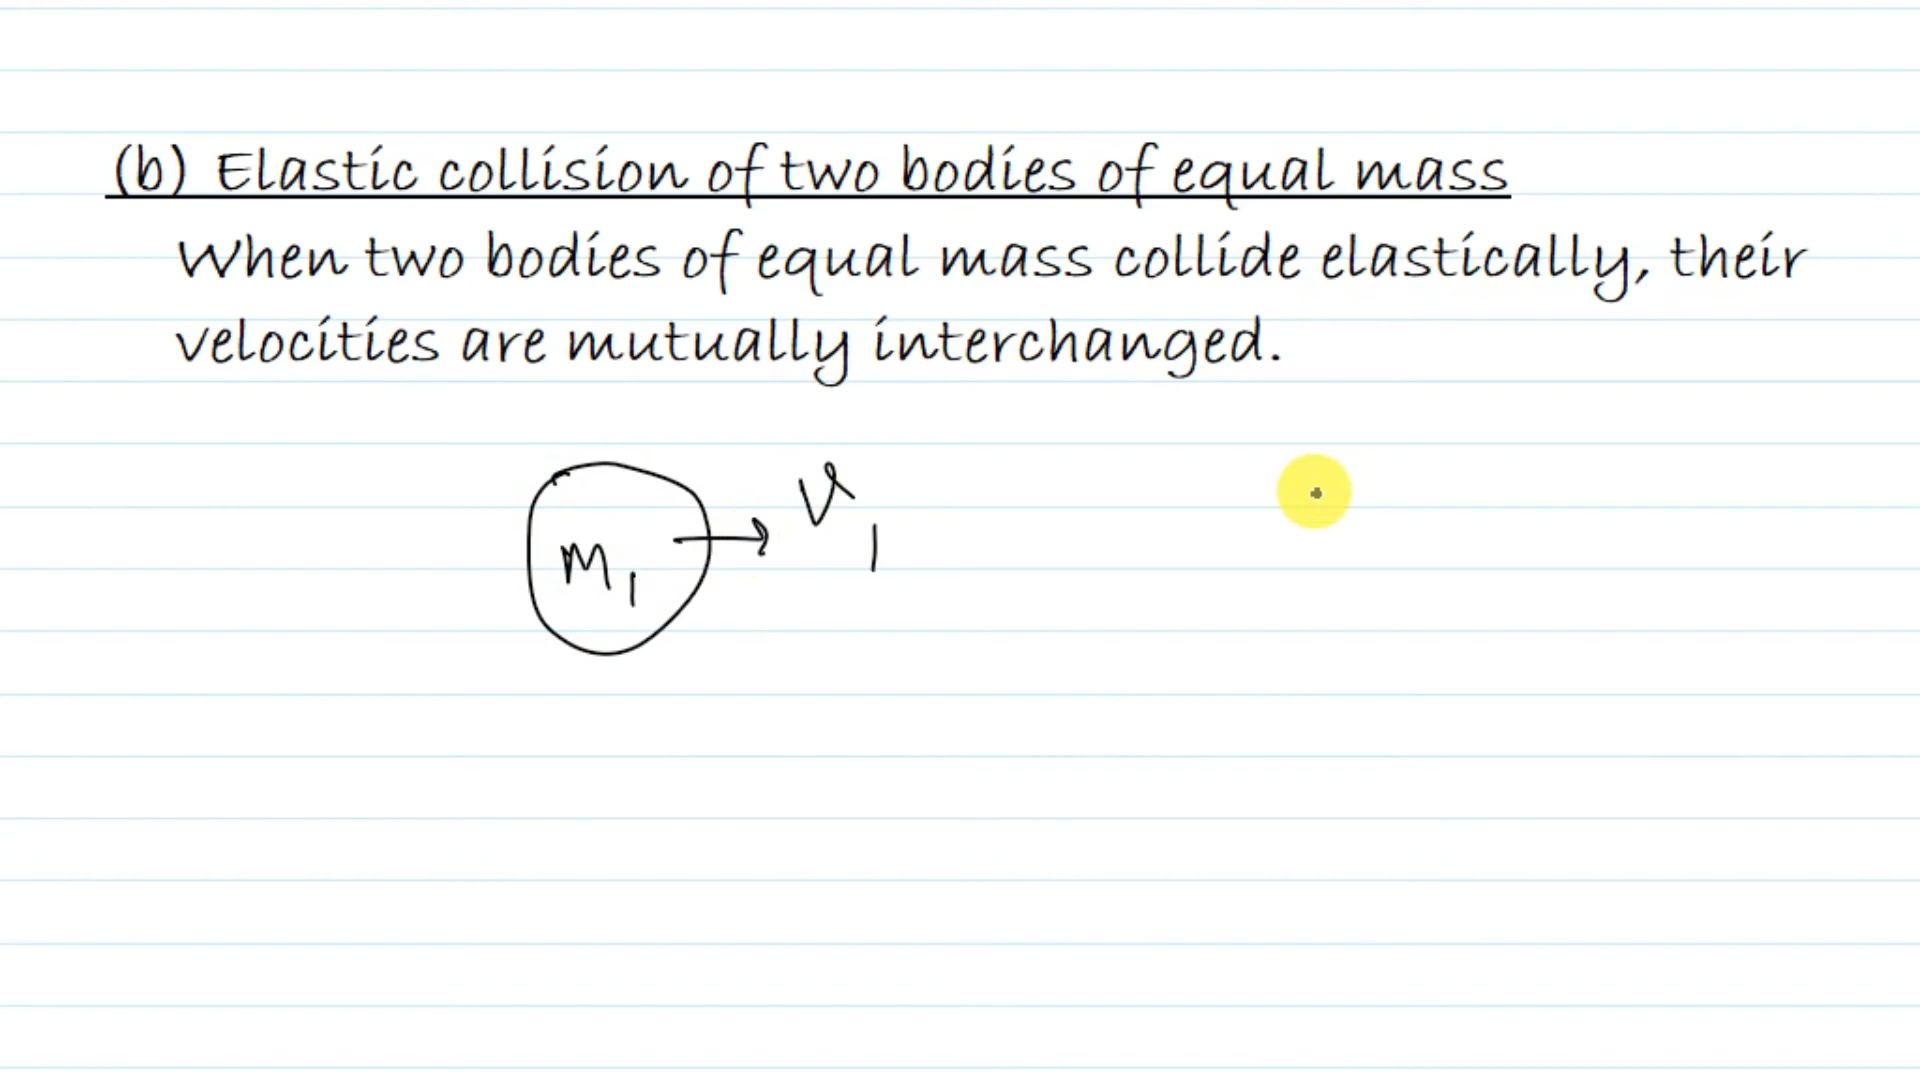 (b) Elastic collision of two bodies of equal mass
When two bodies of equal mass collide elastically, their
velocities are mutually interchanged.
v1
m1